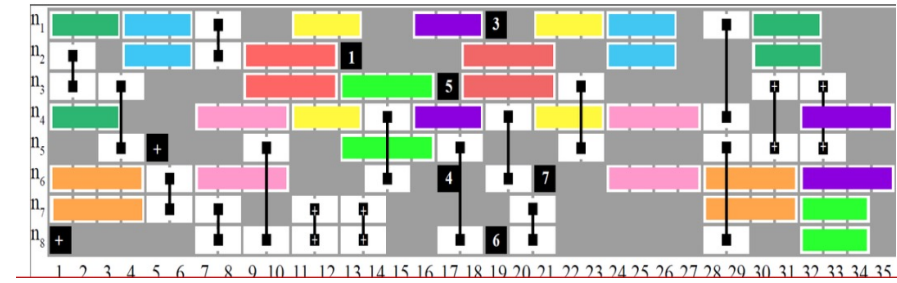 n1 3
n2 1
n3 5 + +
n4
n5 + + +
n6 4 7
n7 + +
n8 + + + 6
1 2 3 4 5 6 7 8 9 10 11 12 13 14 15 16 17 18 19 20 21 22 23 24 25 26 27 28 29 30 31 32 33 34 35